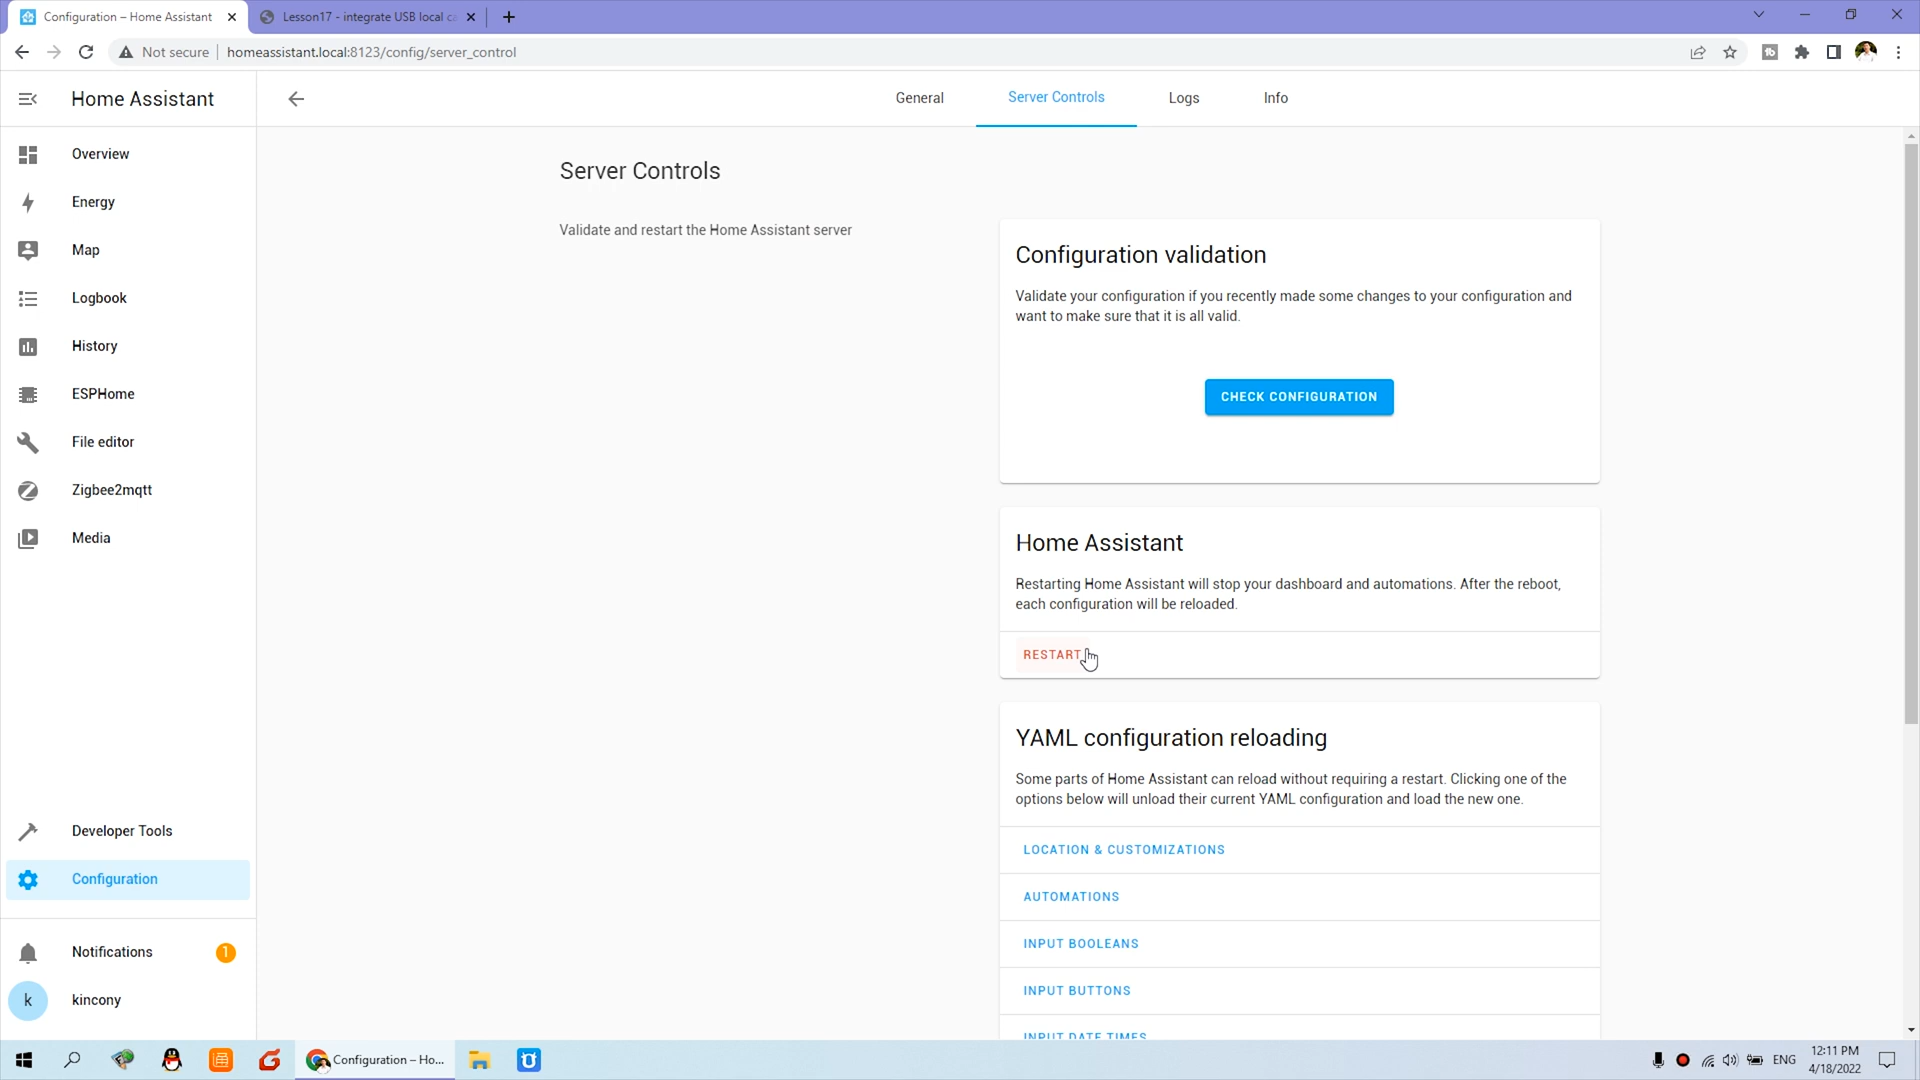 Configuration – Home Assistant
Lesson17 - integrate USB local ca
Not secure
homeassistant.local:8123/config/server_control
Home Assistant
General
Server Controls
Logs
Info
Overview
Energy
Map
Logbook
History
ESPHome
File editor
Zigbee2mqtt
Media
Developer Tools
Configuration
Notifications
1
k
kincony
Server Controls
Validate and restart the Home Assistant server
Configuration validation
Validate your configuration if you recently made some changes to your configuration and
want to make sure that it is all valid.
CHECK CONFIGURATION
Home Assistant
Restarting Home Assistant will stop your dashboard and automations. After the reboot,
each configuration will be reloaded.
RESTART
YAML configuration reloading
Some parts of Home Assistant can reload without requiring a restart. Clicking one of the
options below will unload their current YAML configuration and load the new one.
LOCATION & CUSTOMIZATIONS
AUTOMATIONS
INPUT BOOLEANS
INPUT BUTTONS
INPUT DATE TIMES
Configuration – Ho...
ENG
12:11 PM
4/18/2022